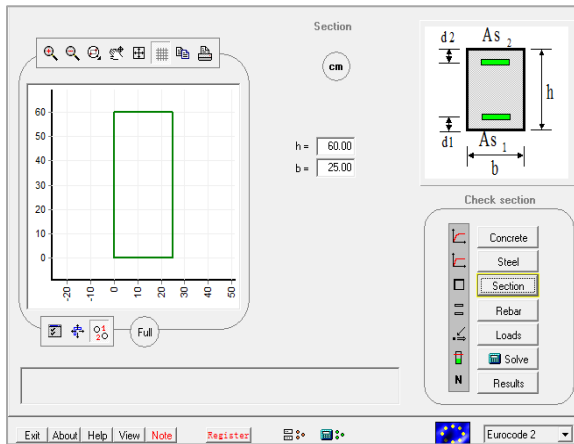 Section
cm
h = 60.00
b = 25.00
60
50
40
30
20
10
0
-20
-10
0
10
20
30
40
50
1
2
Full
d2 As2
h
d1 As1
b
Check section
Concrete
Steel
Section
Rebar
Loads
Solve
N Results
Exit About Help View Note Register Eurocode 2